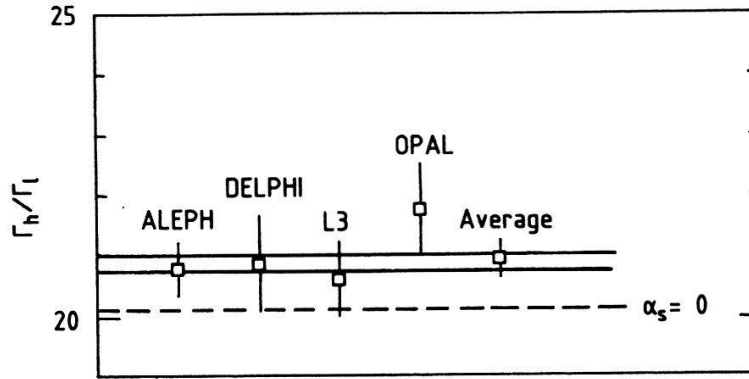 25
OPAL
DELPHI
ALEPH
L3
Average
Γh/Γl
αs = 0
20